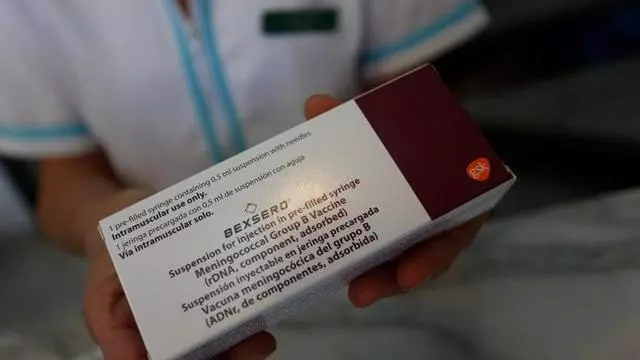 1 pre-filled syringe containing 0.5 ml suspension with needles
Intramuscular use only.
1 jeringa precargada con 0,5 ml de suspensión con aguja
Vía intramuscular solo.
BEXSERO
Suspension for injection in pre-filled syringe
Meningococcal Group B Vaccine
(rDNA, component, adsorbed)
Suspensión inyectable en jeringa precargada
Vacuna meningocócica del grupo B
(ADNr, de componentes, adsorbida)
gsk